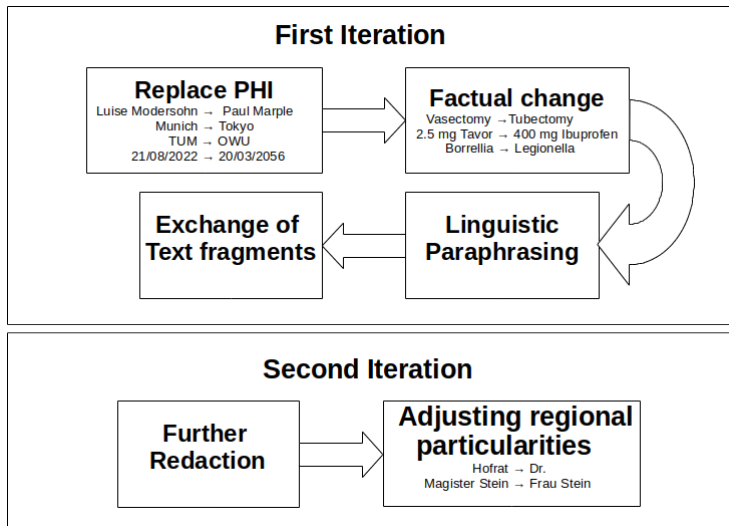 First Iteration
Replace PHI
Luise Modersohn → Paul Marple
Munich → Tokyo
TUM → OWU
21/08/2022 → 20/03/2056
Factual change
Vasectomy →Tubectomy
2.5 mg Tavor → 400 mg Ibuprofen
Borrellia → Legionella
Linguistic
Paraphrasing
Exchange of
Text fragments
Second Iteration
Further
Redaction
Adjusting regional
particularities
Hofrat → Dr.
Magister Stein → Frau Stein